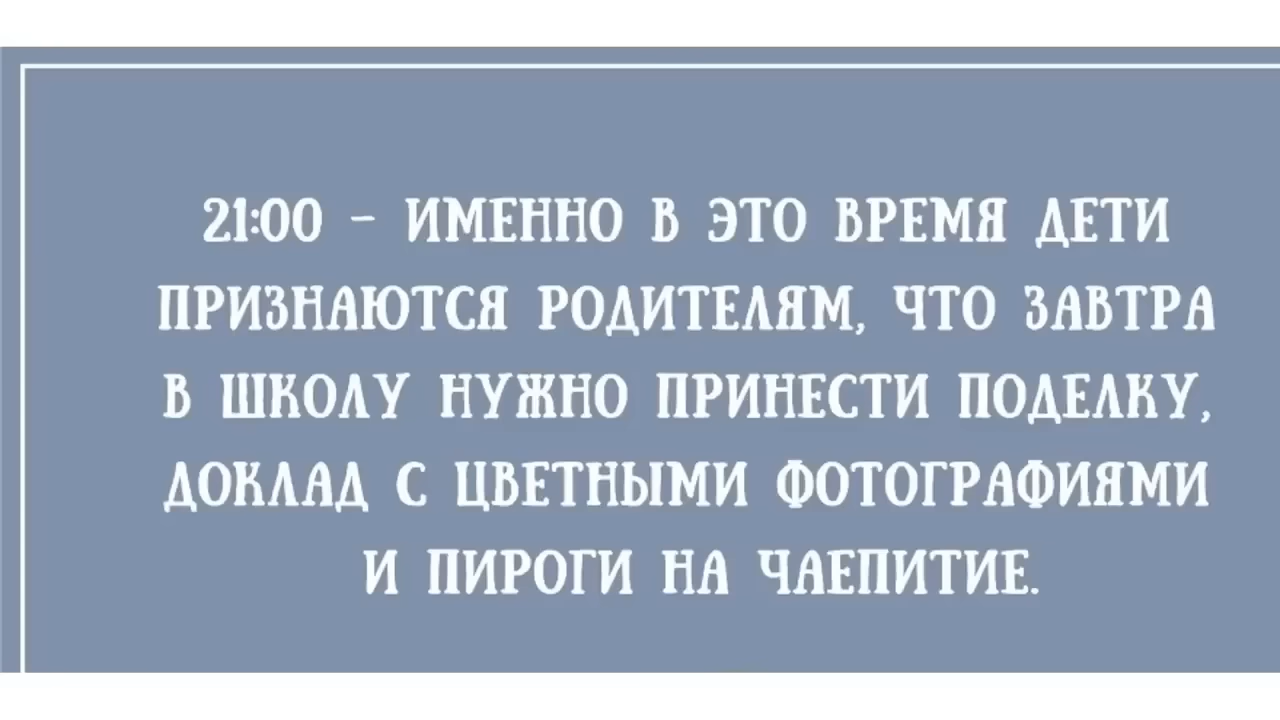 21:00 - ИМЕННО В ЭТО ВРЕМЯ ДЕТИ
ПРИЗНАЮТСЯ РОДИТЕЛЯМ, ЧТО ЗАВТРА
В ШКОЛУ НУЖНО ПРИНЕСТИ ПОДЕЛКУ,
ДОКЛАД С ЦВЕТНЫМИ ФОТОГРАФИЯМИ
И ПИРОГИ НА ЧАЕПИТИЕ.